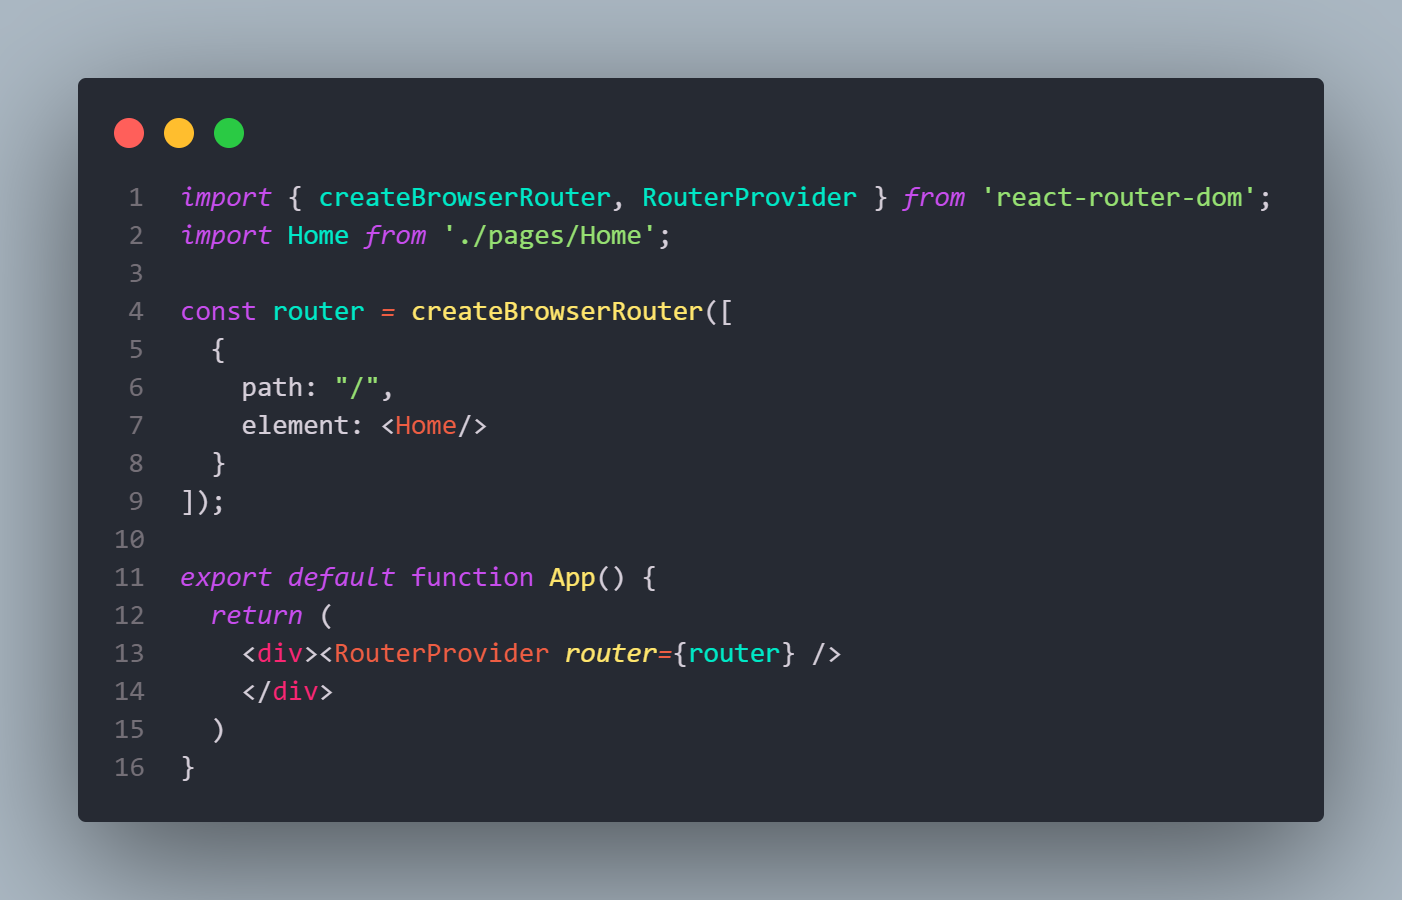 1 import { createBrowserRouter, RouterProvider } from 'react-router-dom';
2 import Home from './pages/Home';
3
4 const router = createBrowserRouter([
5   {
6     path: "/",
7     element: <Home/>
8   }
9 ]);
10
11 export default function App() {
12   return (
13     <div><RouterProvider router={router} />
14     </div>
15   )
16 }